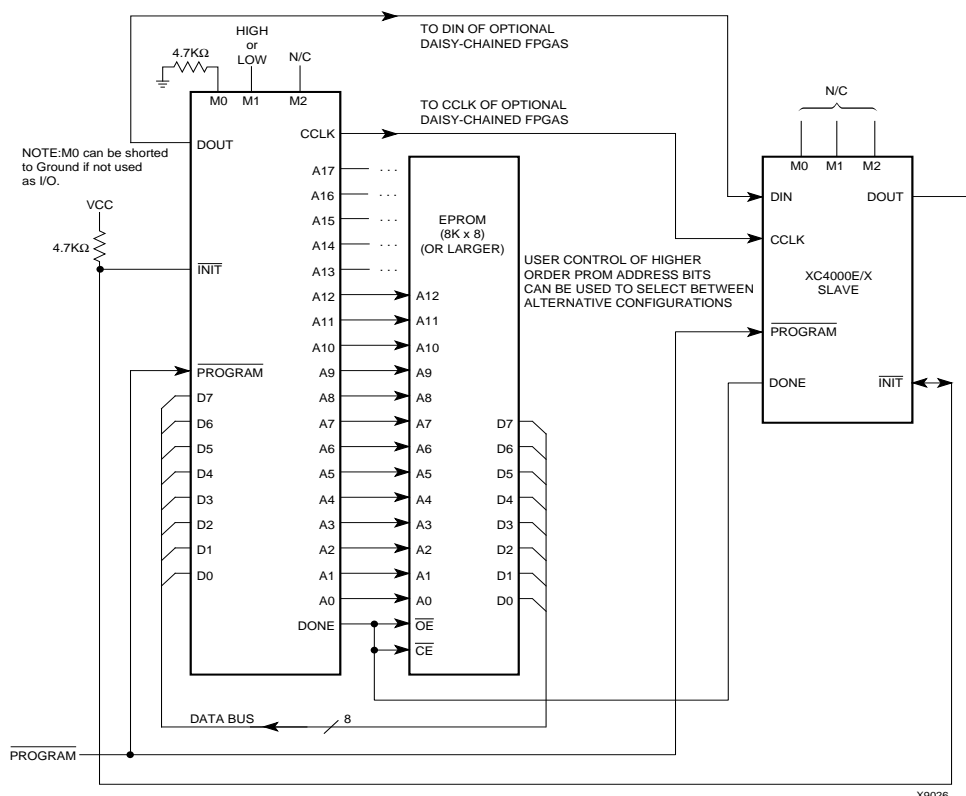 HIGH
or
LOW
4.7KΩ
N/C
M0 M1 M2
TO DIN OF OPTIONAL
DAISY-CHAINED FPGAS
TO CCLK OF OPTIONAL
DAISY-CHAINED FPGAS
NOTE:M0 can be shorted
to Ground if not used
as I/O.
VCC
4.7KΩ
DOUT
INIT
PROGRAM
D7
D6
D5
D4
D3
D2
D1
D0
CCLK
A17 ...
A16 ...
A15 ...
A14 ...
A13 ...
A12
A11
A10
A9
A8
A7
A6
A5
A4
A3
A2
A1
A0
DONE
EPROM
(8K x 8)
(OR LARGER)
A12
A11
A10
A9
A8
A7
A6
A5
A4
A3
A2
A1
A0
OE
CE
D7
D6
D5
D4
D3
D2
D1
D0
USER CONTROL OF HIGHER
ORDER PROM ADDRESS BITS
CAN BE USED TO SELECT BETWEEN
ALTERNATIVE CONFIGURATIONS
N/C
M0 M1 M2
DIN
DOUT
CCLK
XC4000E/X
SLAVE
PROGRAM
DONE
INIT
DATA BUS
8
PROGRAM
X9026